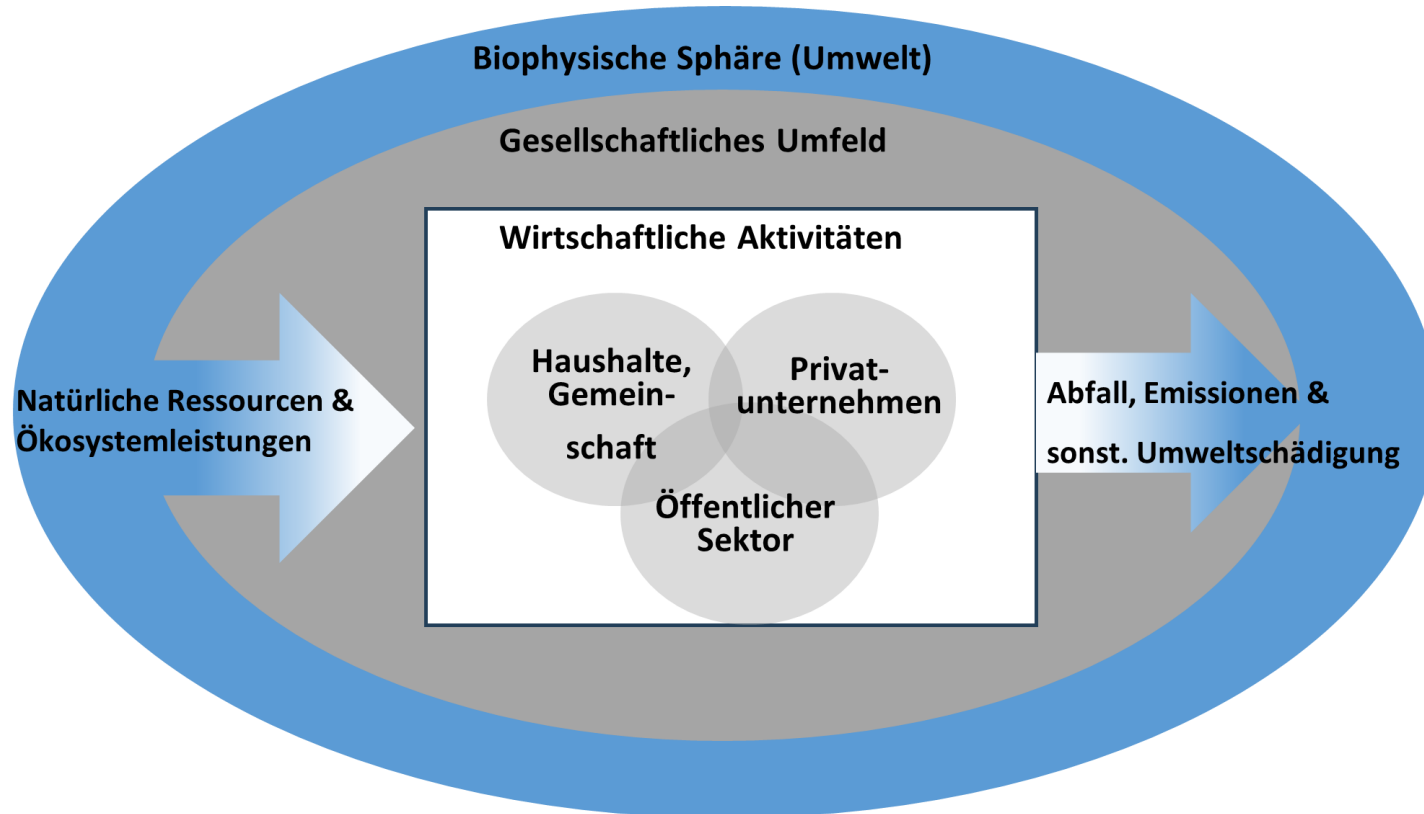 Biophysische Sphäre (Umwelt)
Gesellschaftliches Umfeld
Wirtschaftliche Aktivitäten
Haushalte,
Gemein-
schaft
Privat-
unternehmen
Öffentlicher
Sektor
Natürliche Ressourcen &
Ökosystemleistungen
Abfall, Emissionen &
sonst. Umweltschädigung